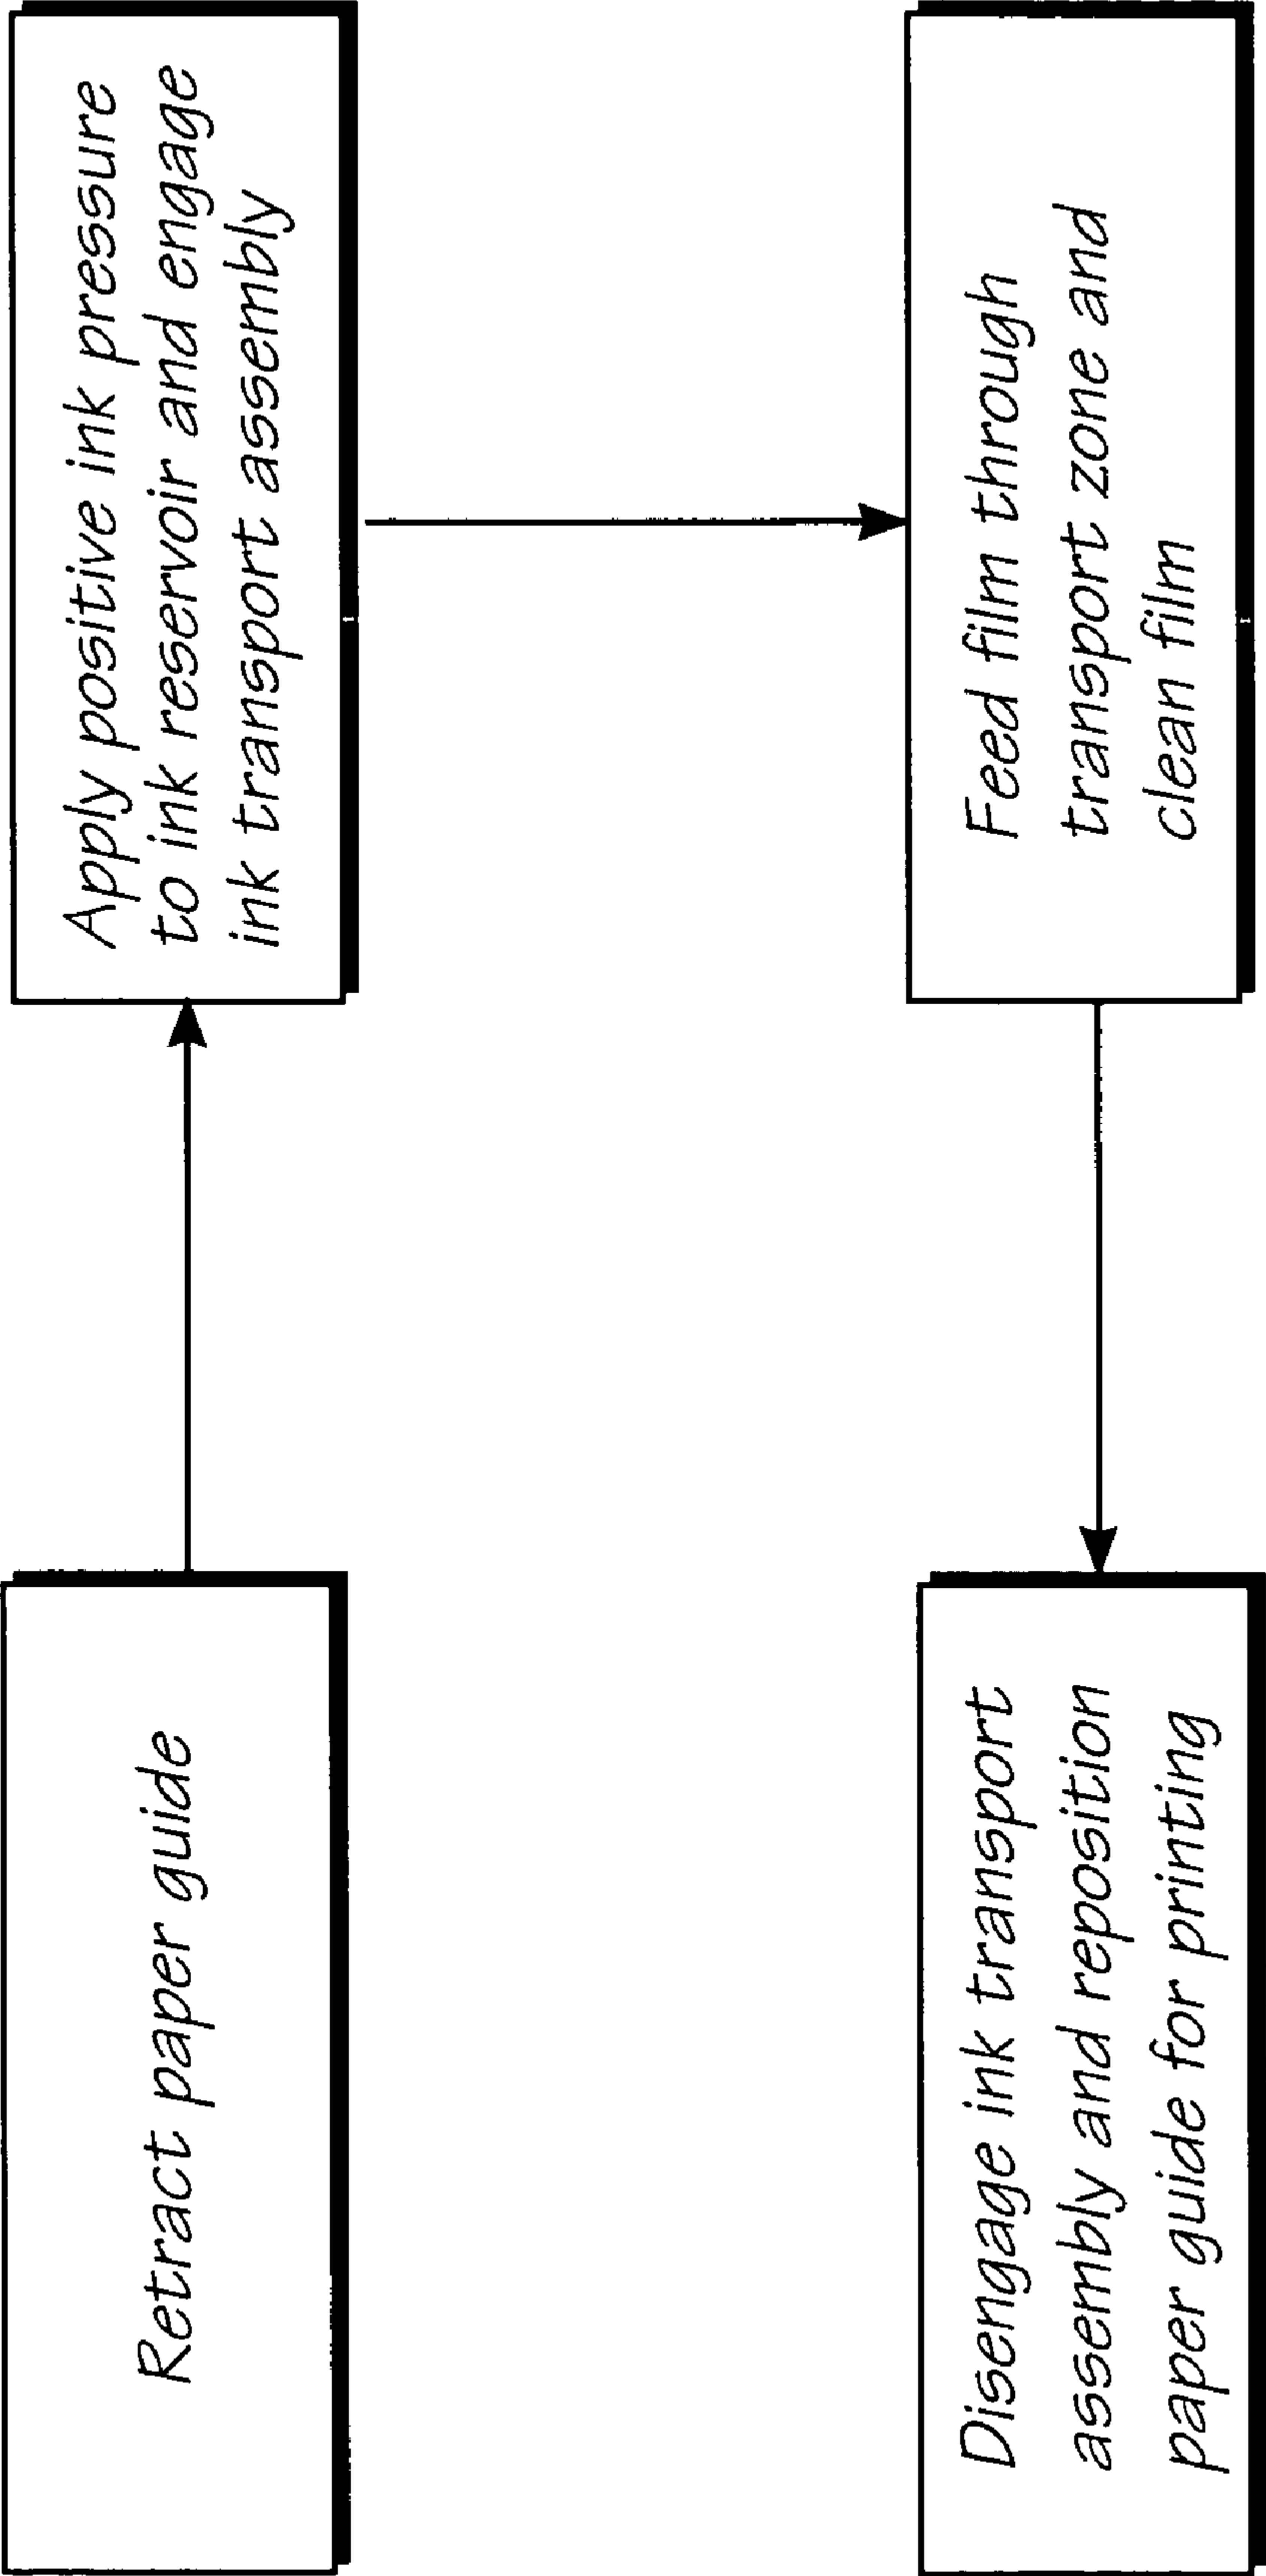 Retract paper guide
Apply positive ink pressure
to ink reservoir and engage
ink transport assembly
Feed film through
transport zone and
clean film
Disengage ink transport
assembly and reposition
paper guide for printing